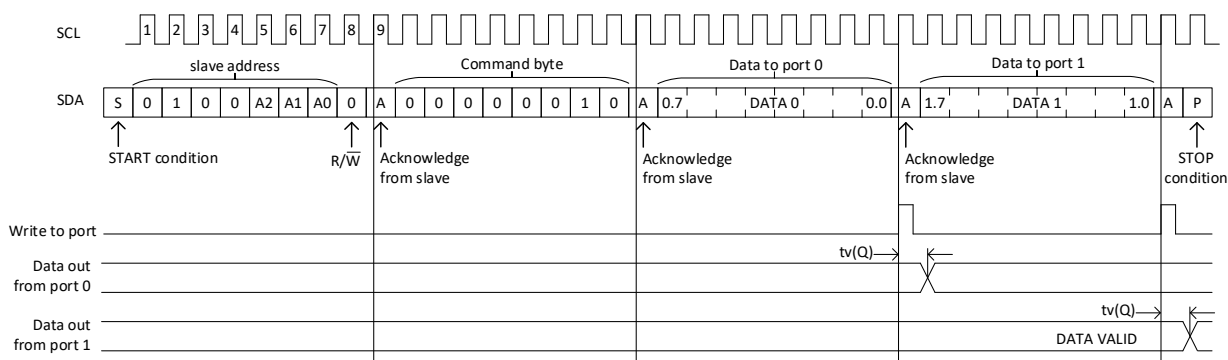 SCL 1 2 3 4 5 6 7 8 9
slave address Command byte Data to port 0 Data to port 1
SDA S 0 1 0 0 A2 A1 A0 0 A 0 0 0 0 0 0 1 0 A 0.7 DATA 0 0.0 A 1.7 DATA 1 1.0 A P
START condition R/W̅ Acknowledge from slave Acknowledge from slave Acknowledge from slave STOP condition
Write to port
tv(Q)
Data out
from port 0
tv(Q)
Data out
from port 1
DATA VALID